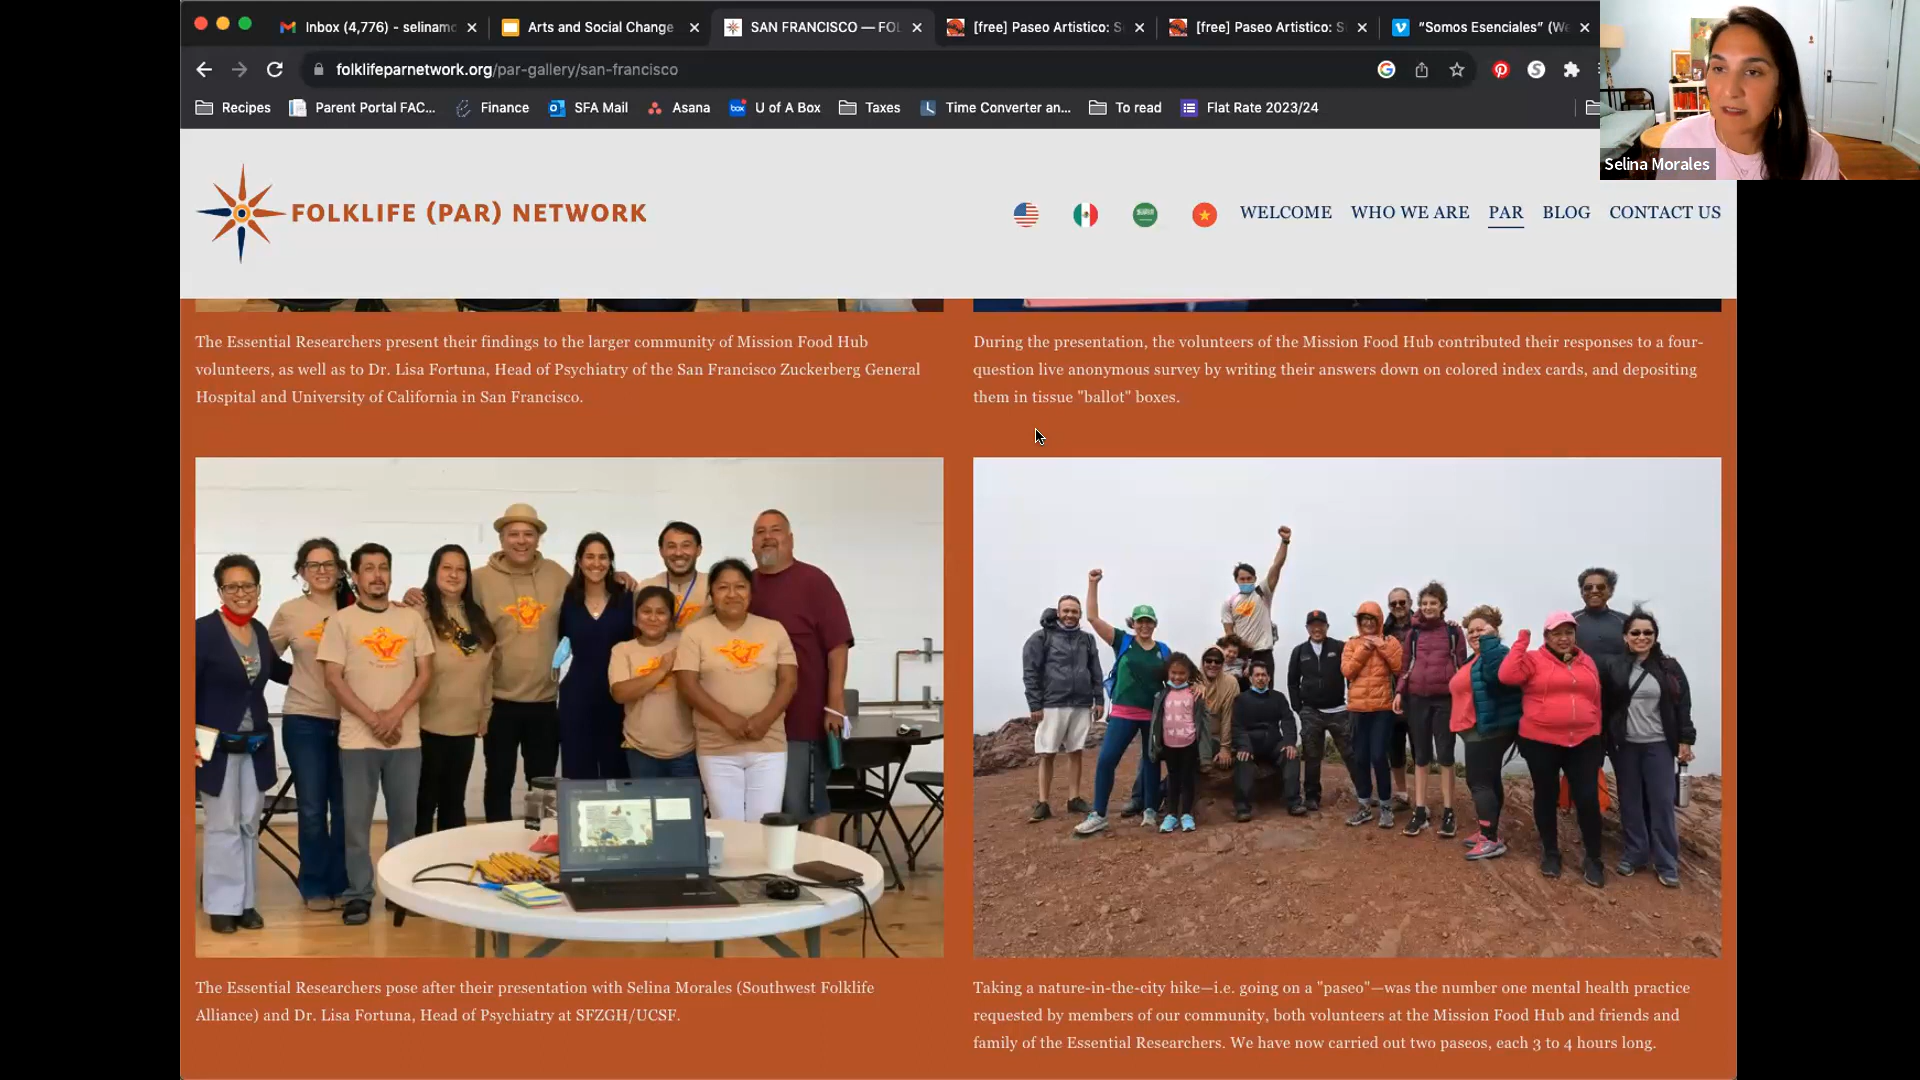 Inbox (4,776) - selinamo
Arts and Social Change
SAN FRANCISCO — FOL
[free] Paseo Artistico: S
[free] Paseo Artistico: S
“Somos Esenciales” (We
folklifeparnetwork.org/par-gallery/san-francisco
Recipes
Parent Portal FAC...
Finance
SFA Mail
Asana
box
U of A Box
Taxes
Time Converter an...
To read
Flat Rate 2023/24
Selina Morales
FOLKLIFE (PAR) NETWORK
WELCOME
WHO WE ARE
PAR
BLOG
CONTACT US
The Essential Researchers present their findings to the larger community of Mission Food Hub
volunteers, as well as to Dr. Lisa Fortuna, Head of Psychiatry of the San Francisco Zuckerberg General
Hospital and University of California in San Francisco.
During the presentation, the volunteers of the Mission Food Hub contributed their responses to a four-
question live anonymous survey by writing their answers down on colored index cards, and depositing
them in tissue "ballot" boxes.
The Essential Researchers pose after their presentation with Selina Morales (Southwest Folklife
Alliance) and Dr. Lisa Fortuna, Head of Psychiatry at SFZGH/UCSF.
Taking a nature-in-the-city hike—i.e. going on a "paseo"—was the number one mental health practice
requested by members of our community, both volunteers at the Mission Food Hub and friends and
family of the Essential Researchers. We have now carried out two paseos, each 3 to 4 hours long.